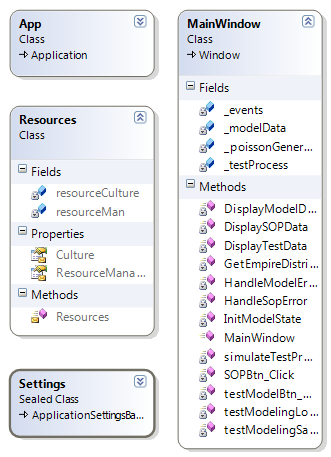 App
Class
Application
Resources
Class
Fields
resourceCulture
resourceMan
Properties
Culture
ResourceMana...
Methods
Resources
Settings
Sealed Class
ApplicationSettingsBa...
MainWindow
Class
Window
Fields
_events
_modelData
_poissonGener...
_testProcess
Methods
DisplayModelD...
DisplaySOPData
DisplayTestData
GetEmpireDistri...
HandleModelEr...
HandleSopError
InitModelState
MainWindow
simulateTestPr...
SOPBtn_Click
testModelBtn_...
testModelingLo...
testModelingSa...